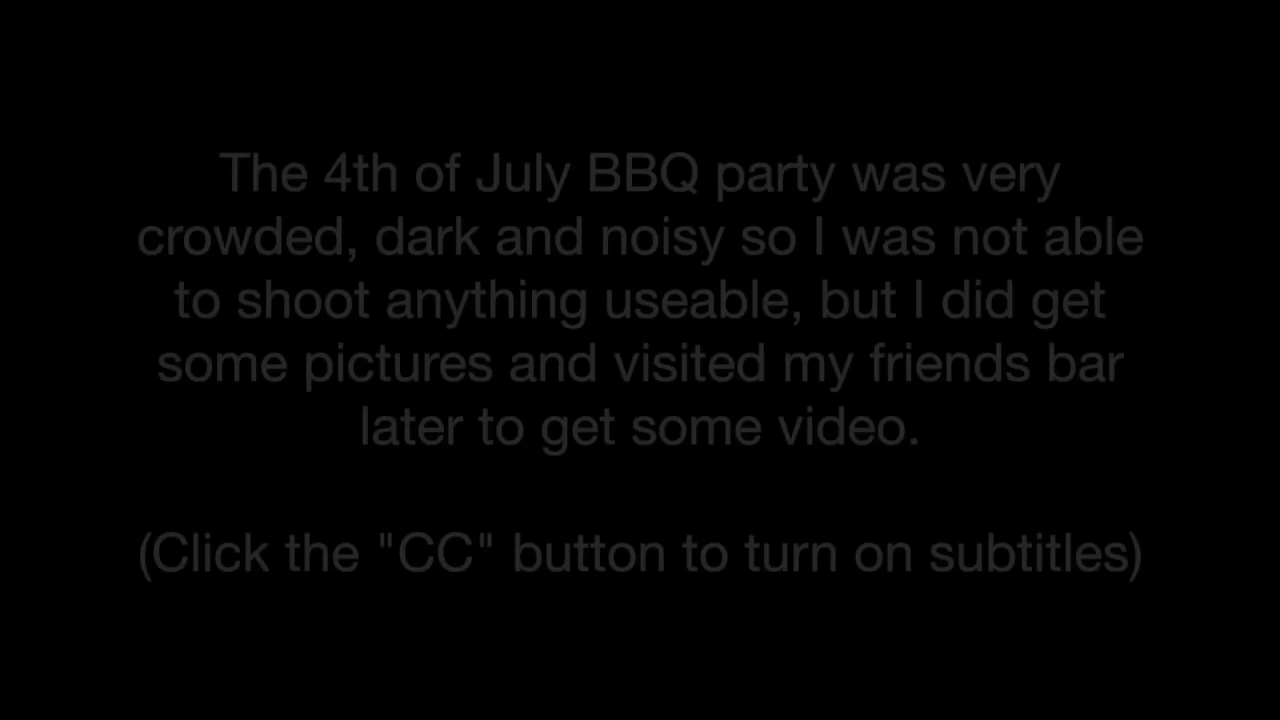 The 4th of July BBQ party was very
crowded, dark and noisy so I was not able
to shoot anything useable, but I did get
some pictures and visited my friends bar
later to get some video.
(Click the "CC" button to turn on subtitles)